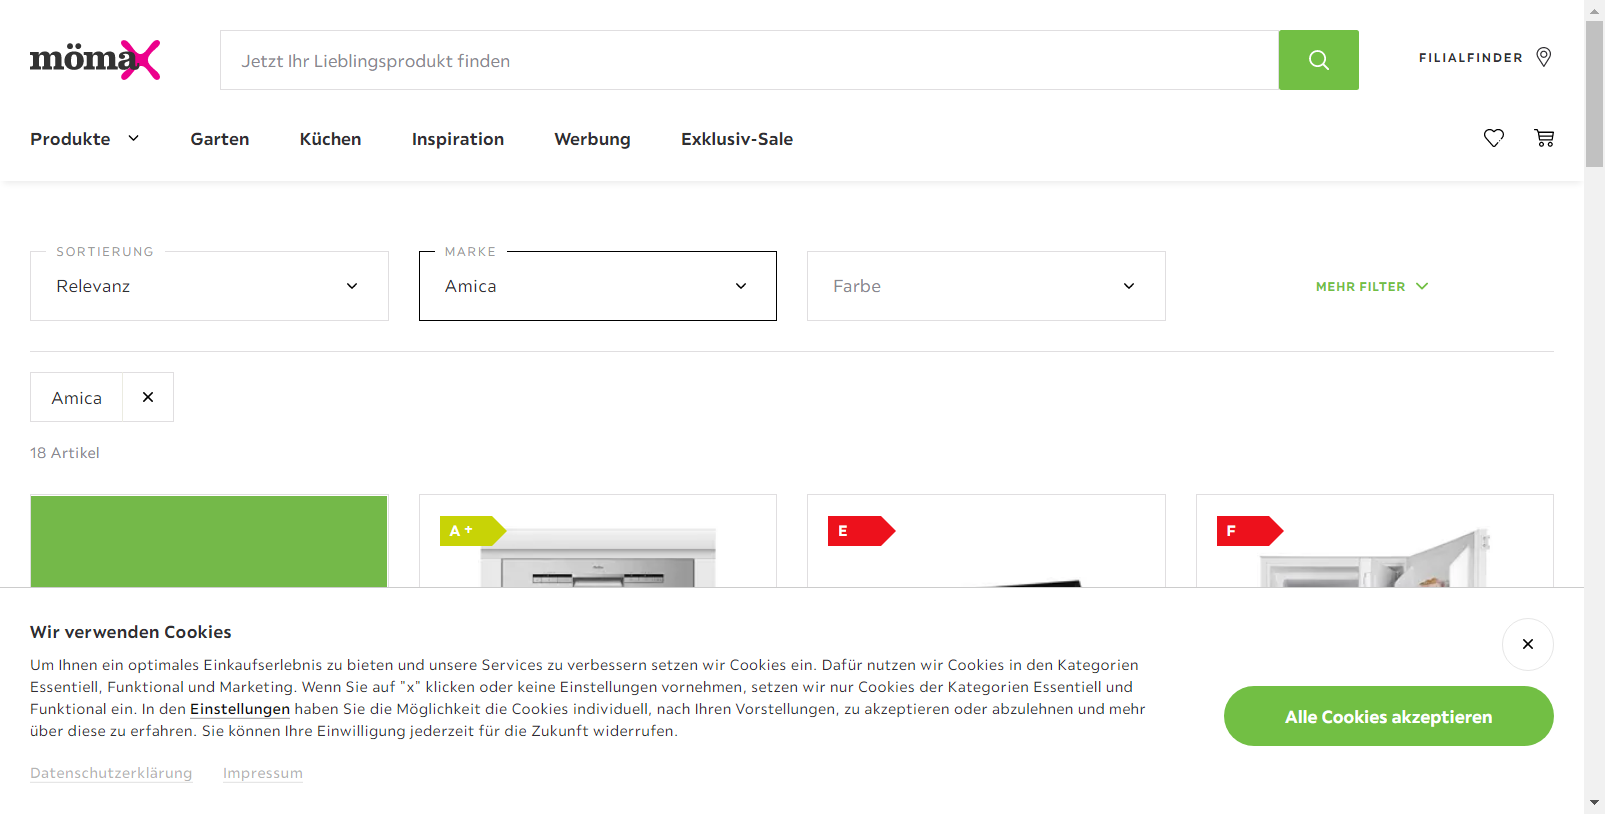 mömax
Jetzt Ihr Lieblingsprodukt finden
FILIALFINDER
Produkte
Garten
Küchen
Inspiration
Werbung
Exklusiv-Sale
SORTIERUNG
Relevanz
MARKE
Amica
Farbe
MEHR FILTER
Amica
18 Artikel
A +
E
F
Wir verwenden Cookies
Um Ihnen ein optimales Einkaufserlebnis zu bieten und unsere Services zu verbessern setzen wir Cookies ein. Dafür nutzen wir Cookies in den Kategorien
Essentiell, Funktional und Marketing. Wenn Sie auf "x" klicken oder keine Einstellungen vornehmen, setzen wir nur Cookies der Kategorien Essentiell und
Funktional ein. In den Einstellungen haben Sie die Möglichkeit die Cookies individuell, nach Ihren Vorstellungen, zu akzeptieren oder abzulehnen und mehr
über diese zu erfahren. Sie können Ihre Einwilligung jederzeit für die Zukunft widerrufen.
Alle Cookies akzeptieren
Datenschutzerklärung
Impressum